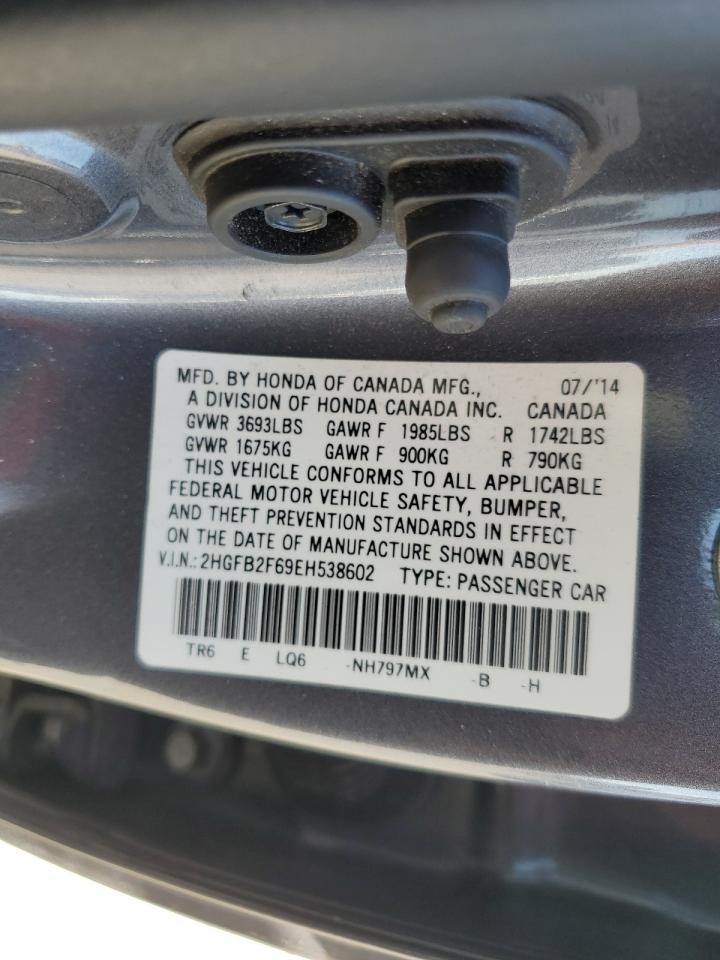 MFD. BY HONDA OF CANADA MFG., 07/'14
A DIVISION OF HONDA CANADA INC. CANADA
GVWR 3693LBS GAWR F 1985LBS R 1742LBS
GVWR 1675KG GAWR F 900KG R 790KG
THIS VEHICLE CONFORMS TO ALL APPLICABLE
FEDERAL MOTOR VEHICLE SAFETY, BUMPER,
AND THEFT PREVENTION STANDARDS IN EFFECT
ON THE DATE OF MANUFACTURE SHOWN ABOVE.
V.I.N.: 2HGFB2F69EH538602 TYPE: PASSENGER CAR
TR6 E LQ6 -NH797MX -B -H